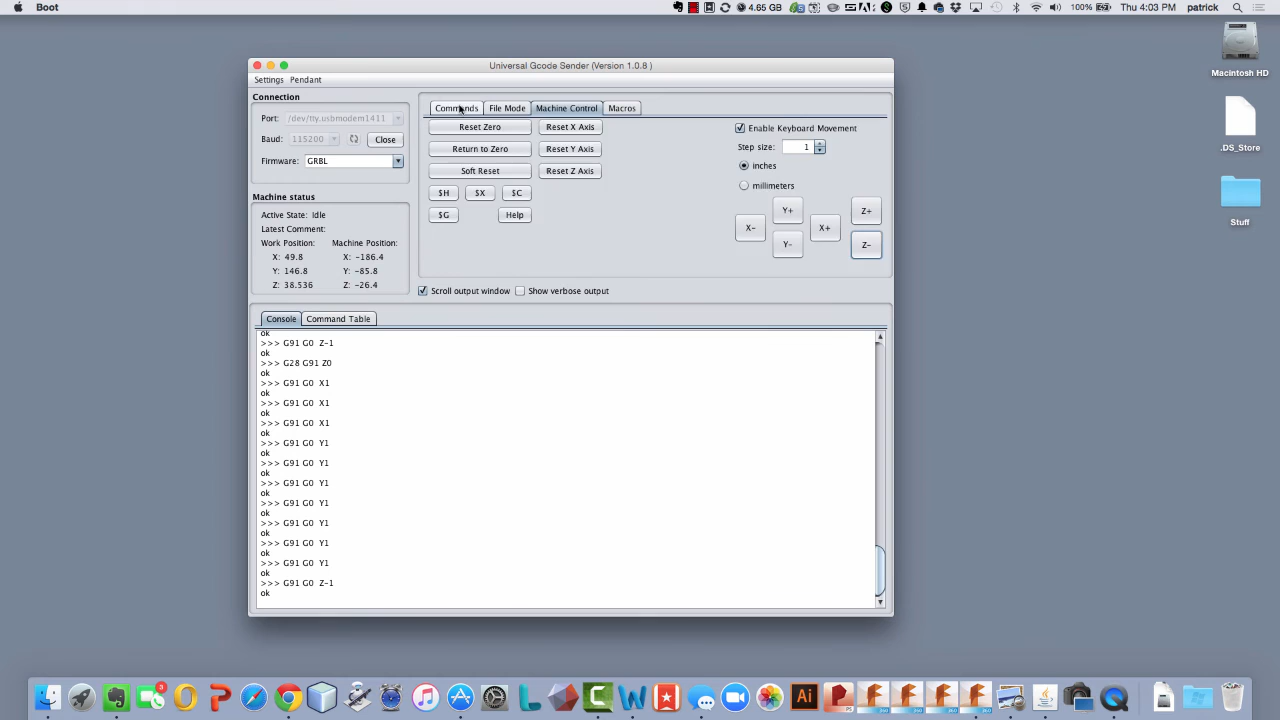 Boot
4.65 GB
100%
Thu 4:03 PM
patrick
Macintosh HD
.DS_Store
Stuff
Universal Gcode Sender (Version 1.0.8 )
Settings Pendant
Connection
Port: /dev/tty.usbmodem1411
Baud: 115200 Close
Firmware: GRBL
Machine status
Active State: Idle
Latest Comment:
Work Position: Machine Position:
X: 49.8 X: -186.4
Y: 146.8 Y: -85.8
Z: 38.536 Z: -26.4
Commands File Mode Machine Control Macros
Reset Zero Reset X Axis
Return to Zero Reset Y Axis
Soft Reset Reset Z Axis
$H $X $C
$G Help
Enable Keyboard Movement
Step size: 1
inches
millimeters
Y+ Z+
X- X+
Y- Z-
Scroll output window Show verbose output
Console Command Table
ok
>>> G91 G0 Z-1
ok
>>> G28 G91 Z0
ok
>>> G91 G0 X1
ok
>>> G91 G0 X1
ok
>>> G91 G0 X1
ok
>>> G91 G0 Y1
ok
>>> G91 G0 Y1
ok
>>> G91 G0 Y1
ok
>>> G91 G0 Y1
ok
>>> G91 G0 Y1
ok
>>> G91 G0 Y1
ok
>>> G91 G0 Y1
ok
>>> G91 G0 Z-1
ok
3
Ai